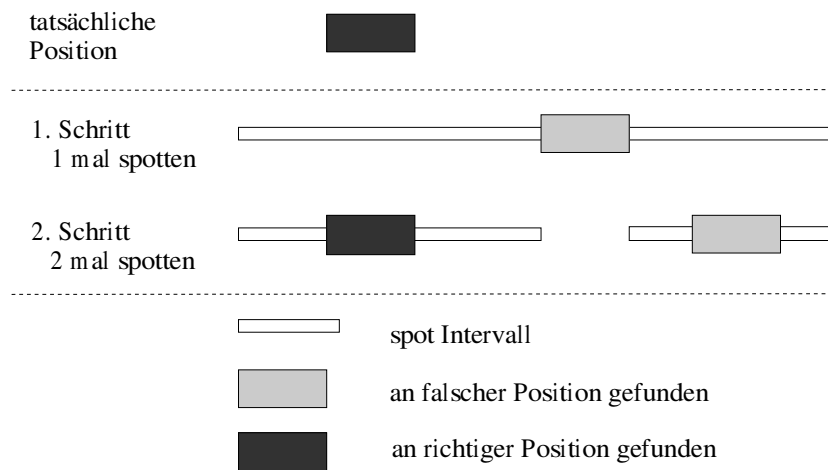 tatsächliche
Position
1. Schritt
1 mal spotten
2. Schritt
2 mal spotten
spot Intervall
an falscher Position gefunden
an richtiger Position gefunden